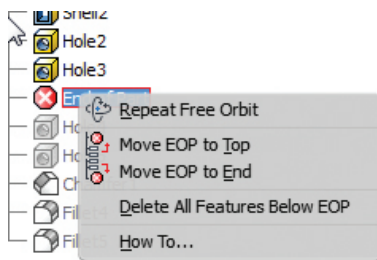 Shell2
Hole2
Hole3
Repeat Free Orbit
Move EOP to Top
Move EOP to End
Delete All Features Below EOP
How To...